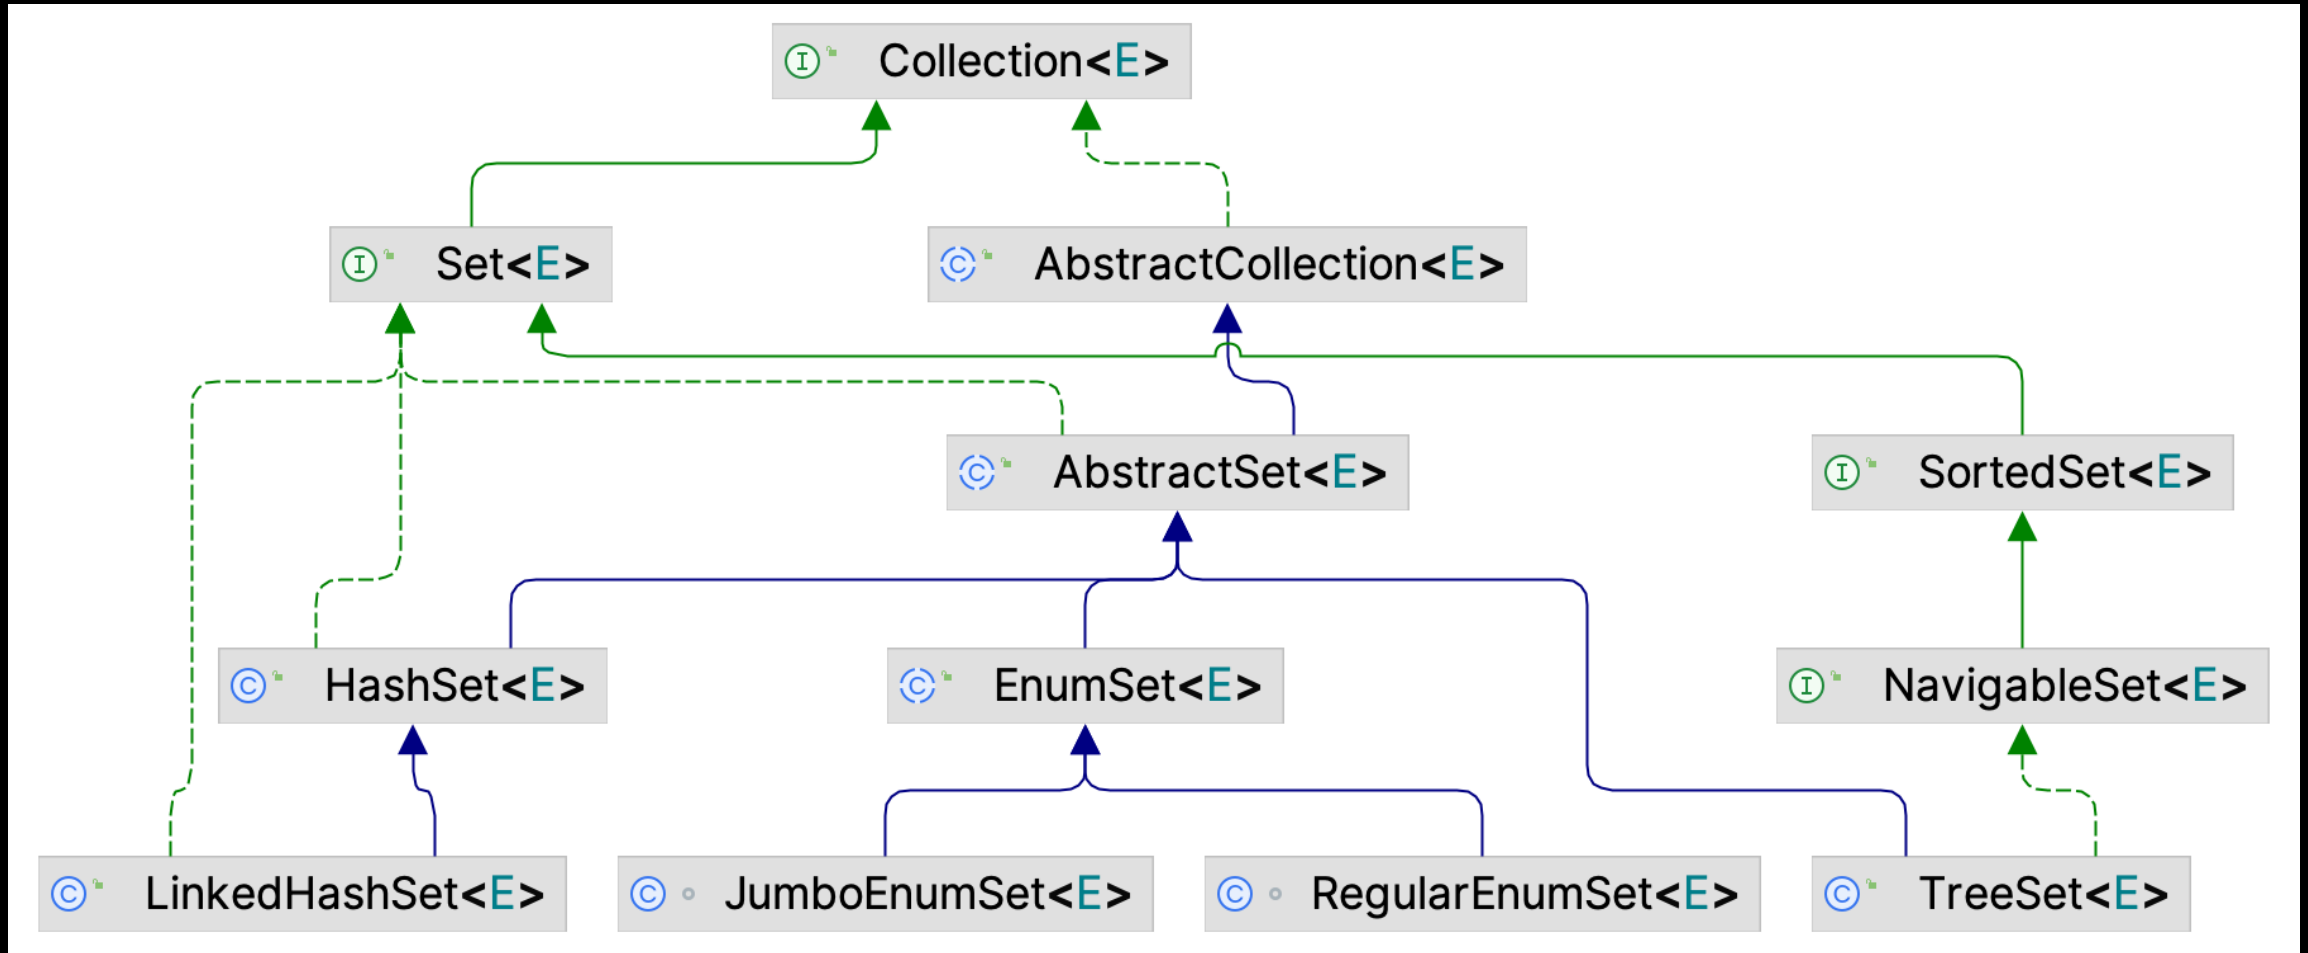 Collection<E>
Set<E>
AbstractCollection<E>
AbstractSet<E>
SortedSet<E>
HashSet<E>
EnumSet<E>
NavigableSet<E>
LinkedHashSet<E>
JumboEnumSet<E>
RegularEnumSet<E>
TreeSet<E>